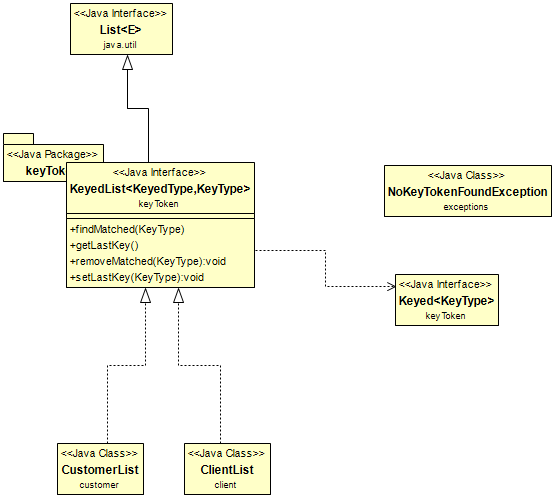 <<Java Interface>>
List<E>
java.util
<<Java Package>>
keyTok
<<Java Interface>>
KeyedList<KeyedType,KeyType>
keyToken
+findMatched(KeyType)
+getLastKey()
+removeMatched(KeyType):void
+setLastKey(KeyType):void
<<Java Class>>
NoKeyTokenFoundException
exceptions
<<Java Interface>>
Keyed<KeyType>
keyToken
<<Java Class>>
CustomerList
customer
<<Java Class>>
ClientList
client